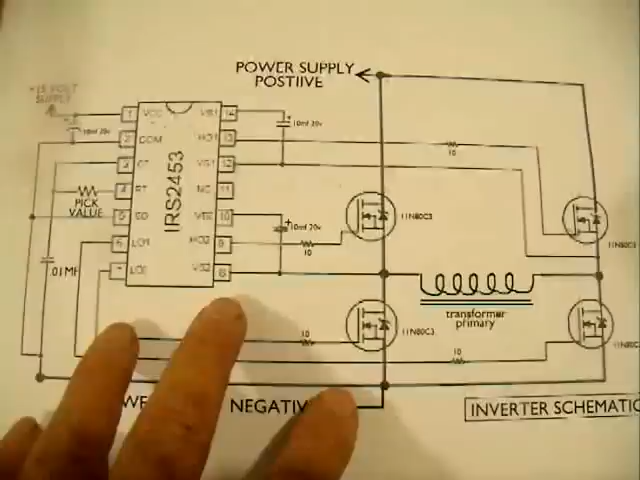 POWER SUPPLY
POSTIIVE
+15 VOLT
SUPPLY
10mf 20v
1 VCC VB1 14
2 COM HO1 13
3 CT VS1 12
4 RT NC 11
5 SD VB2 10
6 LO1 HO2 9
7 LO2 VS2 8
IRS2453
PICK
VALUE
.01MF
10mf 20v
10mf 20v
10
10
10
10
11N80C3
11N80C3
11N80C
transformer
primary
NEGATIV
INVERTER SCHEMATIC